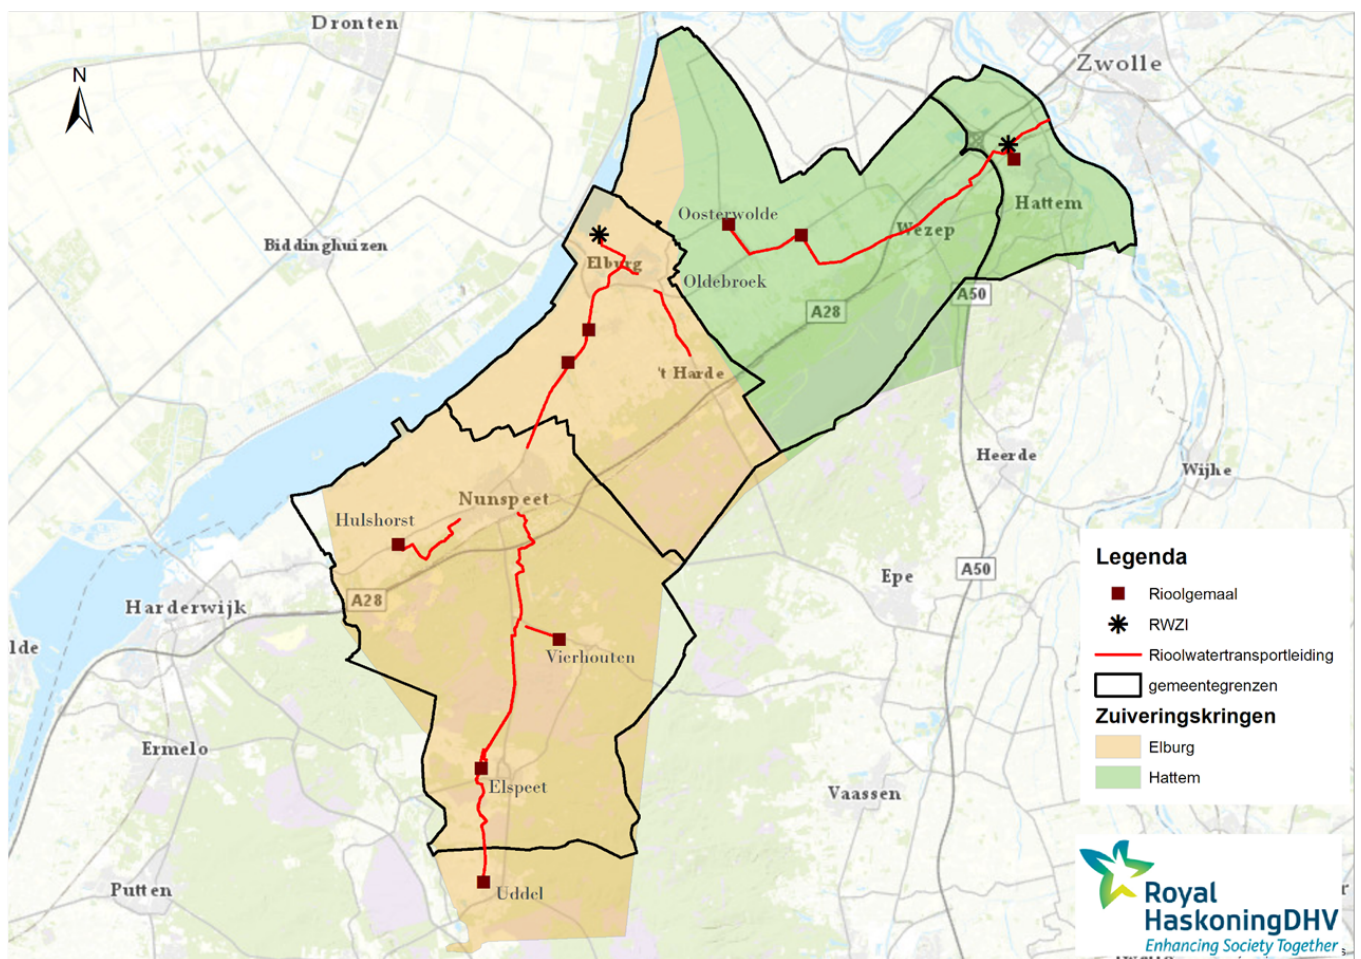 Dronten
N
Zwolle
Biddinghuizen
Oosterwolde
Hattem
Wezep
Elburg
Oldebroek
A50
A28
't Harde
Heerde
Wijhe
Nunspeet
Hulshorst
A28
Harderwijk
Epe
A50
lde
Vierhouten
Ermelo
Elspeet
Vaassen
Putten
Uddel
Legenda
Rioolgemaal
RWZI
Rioolwatertransportleiding
gemeentegrenzen
Zuiveringskringen
Elburg
Hattem
Royal
HaskoningDHV
Enhancing Society Together